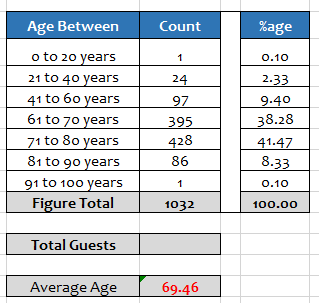 Age Between Count %age
0 to 20 years 1 0.10
21 to 40 years 24 2.33
41 to 60 years 97 9.40
61 to 70 years 395 38.28
71 to 80 years 428 41.47
81 to 90 years 86 8.33
91 to 100 years 1 0.10
Figure Total 1032 100.00
Total Guests
Average Age 69.46